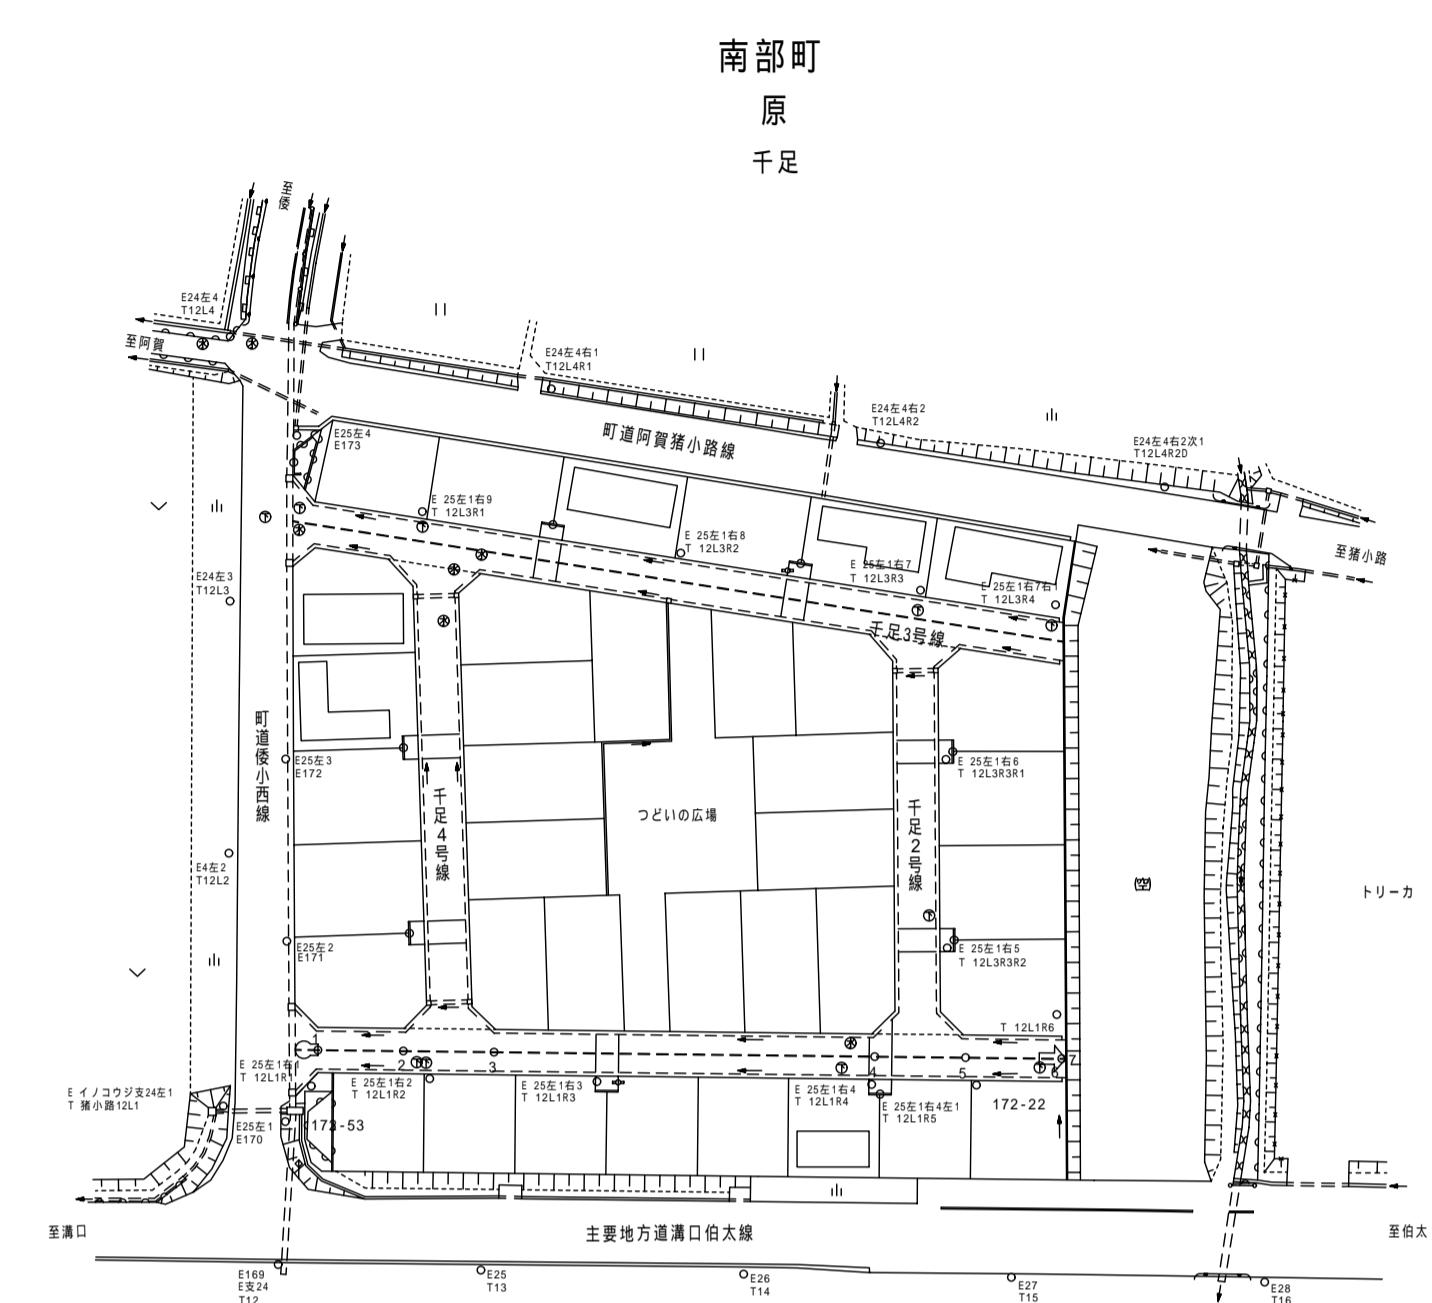 南部町
原
千足
至倭
E24左4
T12L4
至阿賀
E24左4右1
T12L4R1
E24左4右2
T12L4R2
E24左4右2次1
T12L4R2D
至猪小路
E25左4
E173
町道阿賀猪小路線
E 25左1右9
T 12L3R1
E 25左1右8
T 12L3R2
E 25左1右7
T 12L3R3
E 25左1右7右1
T 12L3R4
E24左3
T12L3
千足3号線
町道倭小西線
E25左3
E172
千足4号線
つどいの広場
千足2号線
E 25左1右6
T 12L3R3R1
E4左2
T12L2
(空)
トリーカ
E25左2
E171
E 25左1右5
T 12L3R3R2
T 12L1R6
E 25左1右1
T 12L1R1
2
3
4
5
6
7
E 25左1右2
T 12L1R2
E 25左1右3
T 12L1R3
E 25左1右4
T 12L1R4
E 25左1右4左1
T 12L1R5
172-22
E イノコウジ支24左1
T 猪小路12L1
E25左1
E170
172-53
至溝口
主要地方道溝口伯太線
至伯太
E169
E支24
T12
E25
T13
E26
T14
E27
T15
E28
T16